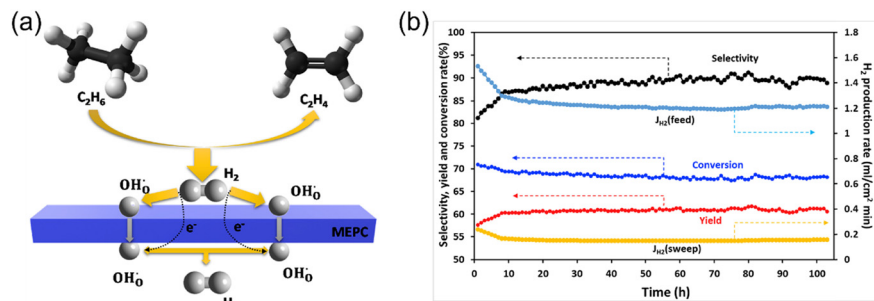 (a)
C₂H₆
C₂H₄
H₂
OH•O
OH•O
e⁻
e⁻
MEPC
OH•O
OH•O
(b)
Selectivity, yield and conversion rate(%)
100
95
90
85
80
75
70
65
60
55
50
Selectivity
J_H2(feed)
Conversion
Yield
J_H2(sweep)
0 10 20 30 40 50 60 70 80 90 100
Time (h)
1.8
1.6
1.4
1.2
1
0.8
0.6
0.4
0.2
0
H₂ production rate (ml/cm² min)